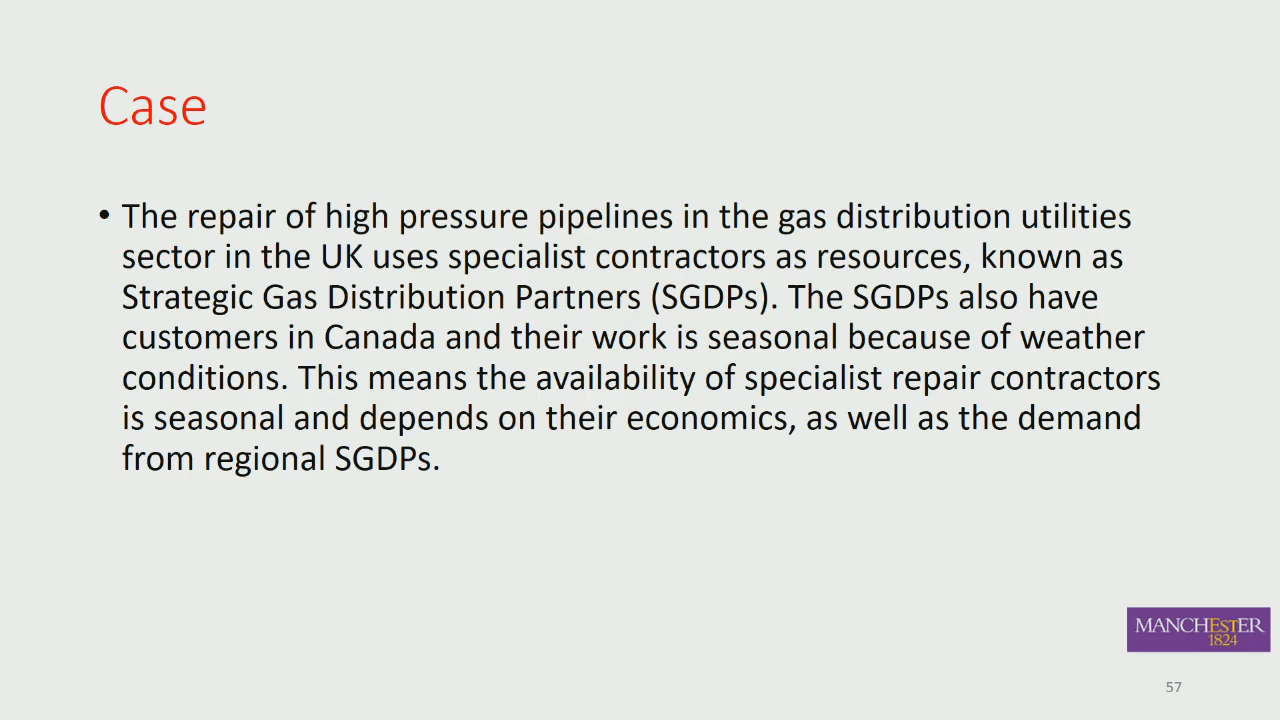 Case
• The repair of high pressure pipelines in the gas distribution utilities
sector in the UK uses specialist contractors as resources, known as
Strategic Gas Distribution Partners (SGDPs). The SGDPs also have
customers in Canada and their work is seasonal because of weather
conditions. This means the availability of specialist repair contractors
is seasonal and depends on their economics, as well as the demand
from regional SGDPs.
MANCHESTER
1824
57